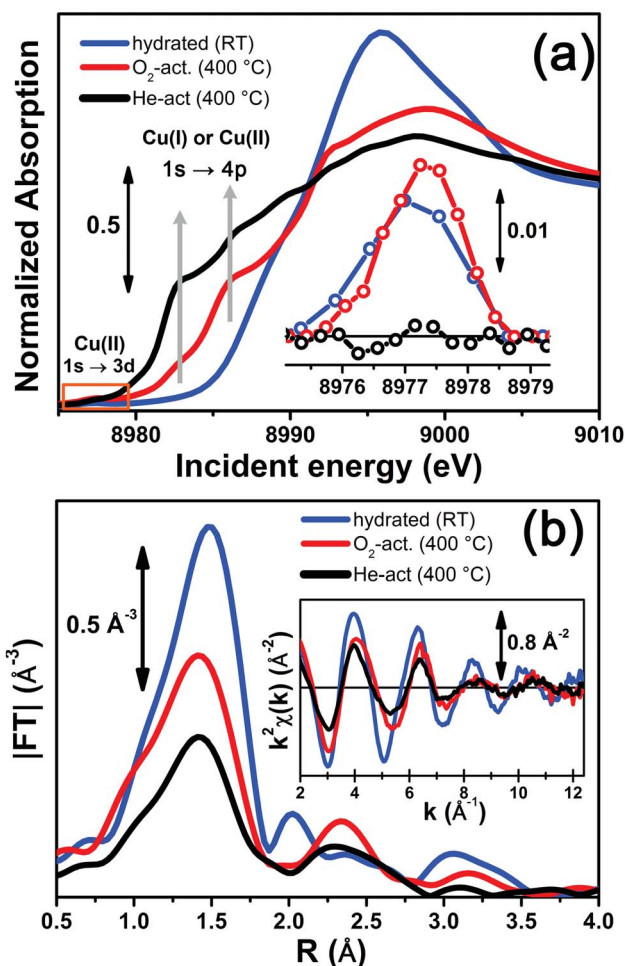 (a)
hydrated (RT)
O₂-act. (400 °C)
He-act (400 °C)
Cu(I) or Cu(II)
1s → 4p
0.5
0.01
Cu(II)
1s → 3d
8976 8977 8978 8979
Normalized Absorption
8980 8990 9000 9010
Incident energy (eV)
(b)
hydrated (RT)
O₂-act. (400 °C)
He-act (400 °C)
0.5 Å⁻³
0.8 Å⁻²
k²χ(k) (Å⁻²)
2 4 6 8 10 12
k (Å⁻¹)
|FT| (Å⁻³)
0.5 1.0 1.5 2.0 2.5 3.0 3.5 4.0
R (Å)